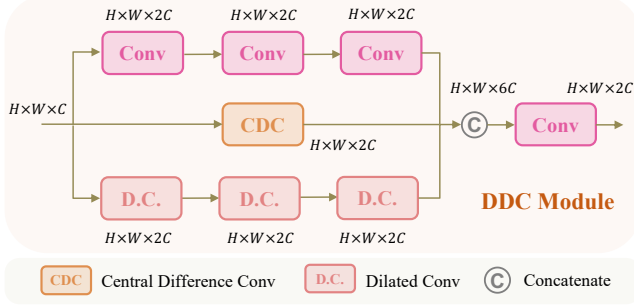 H×W×2C H×W×2C H×W×2C
Conv Conv Conv
H×W×C H×W×6C H×W×2C
CDC C Conv
H×W×2C
D.C. D.C. D.C. DDC Module
H×W×2C H×W×2C H×W×2C
CDC Central Difference Conv D.C. Dilated Conv C Concatenate